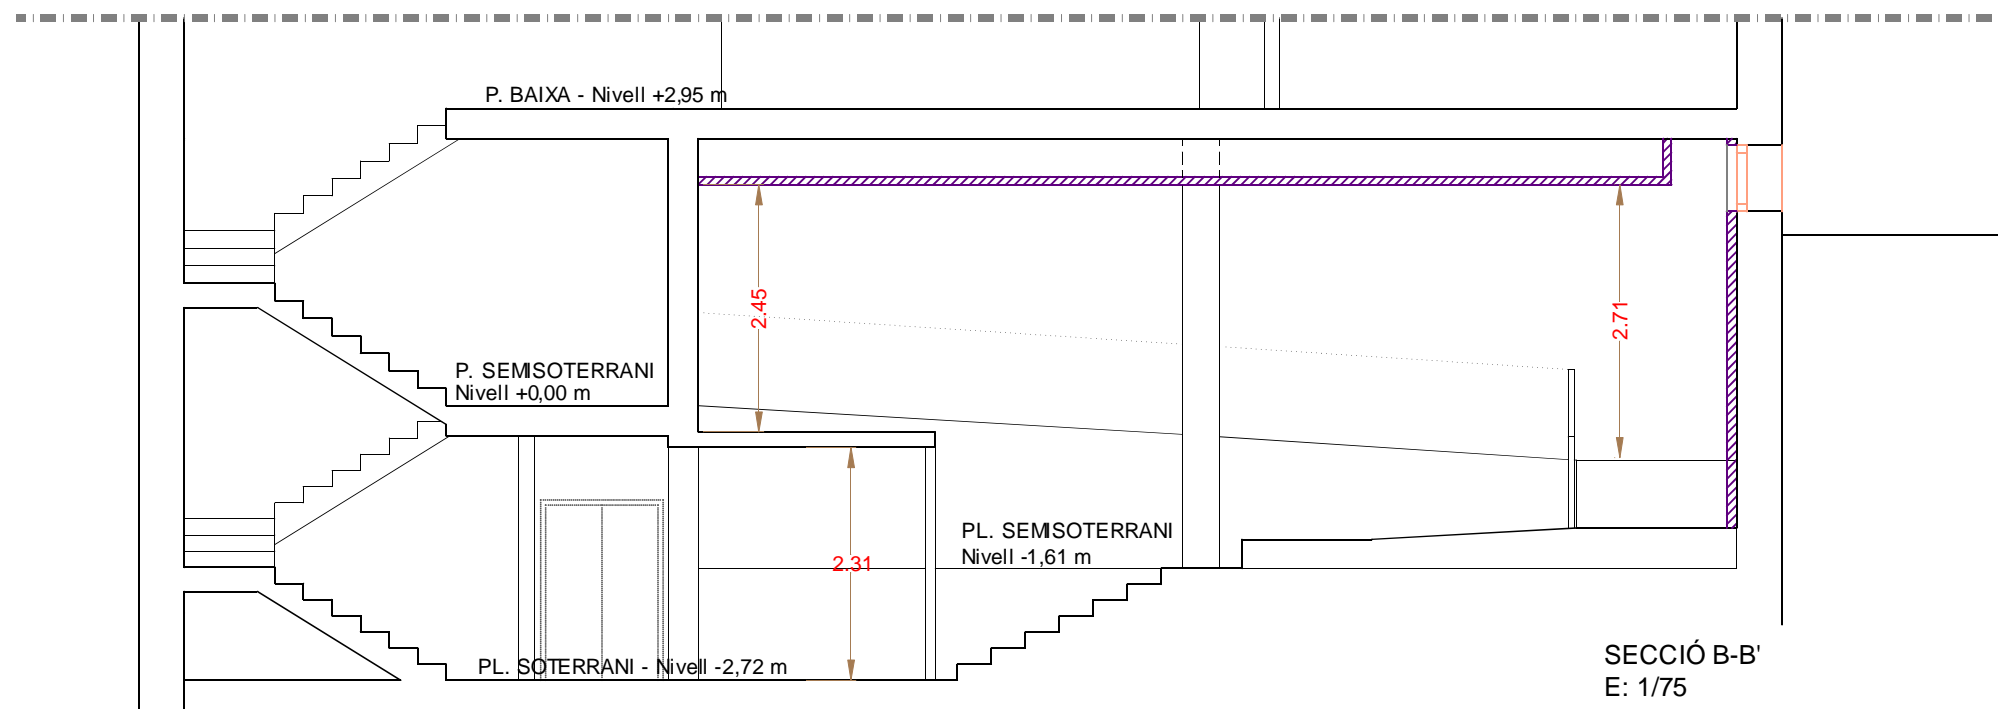 P. BAIXA - Nivell +2,95 m
2.45
2.71
P. SEMISOTERRANI
Nivell +0,00 m
PL. SEMISOTERRANI
Nivell -1,61 m
2.31
PL. SOTERRANI - Nivell -2,72 m
SECCIÓ B-B'
E: 1/75